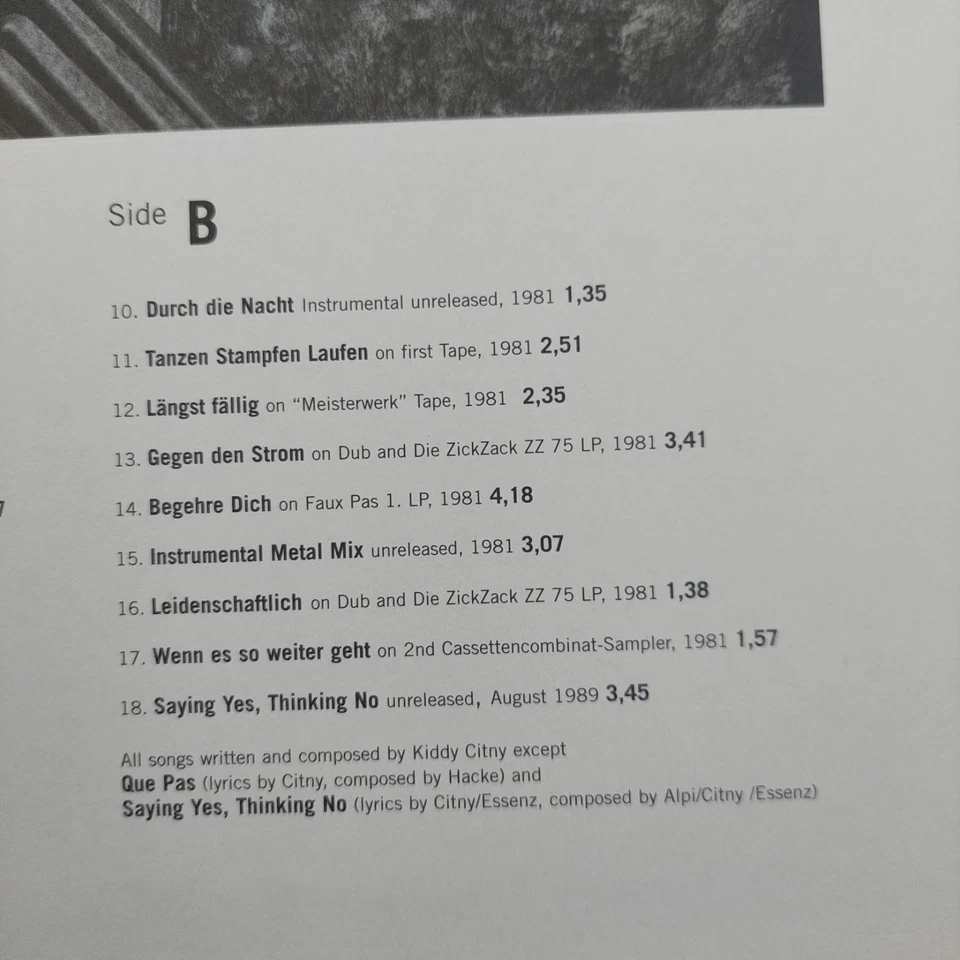 Side B
10. Durch die Nacht Instrumental unreleased, 1981 1,35
11. Tanzen Stampfen Laufen on first Tape, 1981 2,51
12. Längst fällig on “Meisterwerk” Tape, 1981 2,35
13. Gegen den Strom on Dub and Die ZickZack ZZ 75 LP, 1981 3,41
14. Begehre Dich on Faux Pas 1. LP, 1981 4,18
15. Instrumental Metal Mix unreleased, 1981 3,07
16. Leidenschaftlich on Dub and Die ZickZack ZZ 75 LP, 1981 1,38
17. Wenn es so weiter geht on 2nd Cassettencombinat-Sampler, 1981 1,57
18. Saying Yes, Thinking No unreleased, August 1989 3,45
All songs written and composed by Kiddy Citny except
Que Pas (lyrics by Citny, composed by Hacke) and
Saying Yes, Thinking No (lyrics by Citny/Essenz, composed by Alpi/Citny /Essenz)